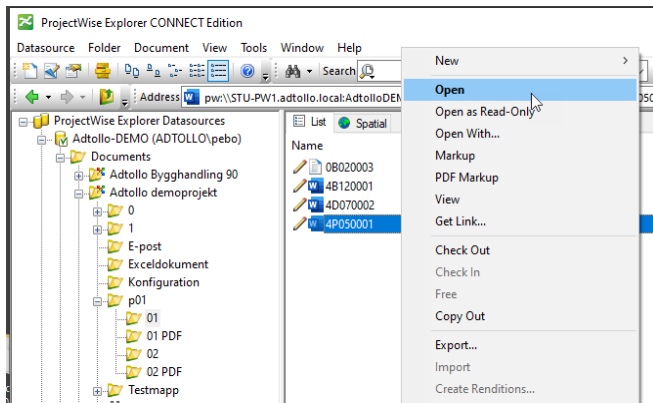 ProjectWise Explorer CONNECT Edition
Datasource Folder Document View Tools Window Help
Search
Address pw:\\STU-PW1.adtollo.local:AdtolloDEM
ProjectWise Explorer Datasources
Adtollo-DEMO (ADTOLLO\pebo)
Documents
Adtollo Bygghandling 90
Adtollo demoprojekt
0
1
E-post
Exceldokument
Konfiguration
p01
01
01 PDF
02
02 PDF
Testmapp
List Spatial
Name
0B020003
4B120001
4D070002
4P050001
New
Open
Open as Read-Only
Open With...
Markup
PDF Markup
View
Get Link...
Check Out
Check In
Free
Copy Out
Export...
Import
Create Renditions...